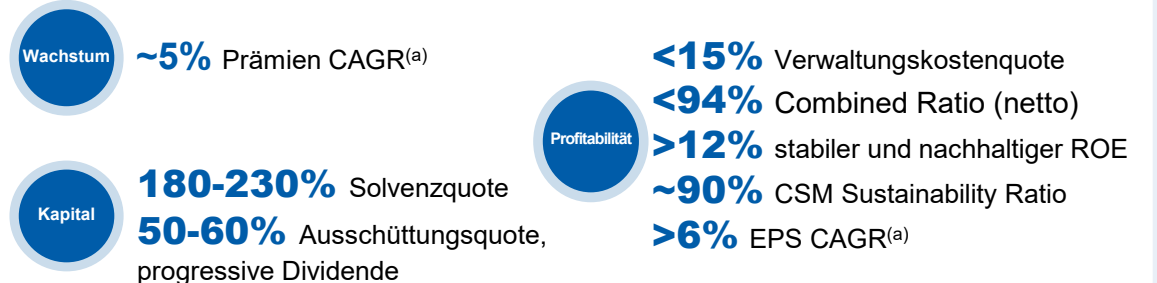 Wachstum
~5% Prämien CAGR(a)
Kapital
180-230% Solvenzquote
50-60% Ausschüttungsquote,
progressive Dividende
Profitabilität
<15% Verwaltungskostenquote
<94% Combined Ratio (netto)
>12% stabiler und nachhaltiger ROE
~90% CSM Sustainability Ratio
>6% EPS CAGR(a)